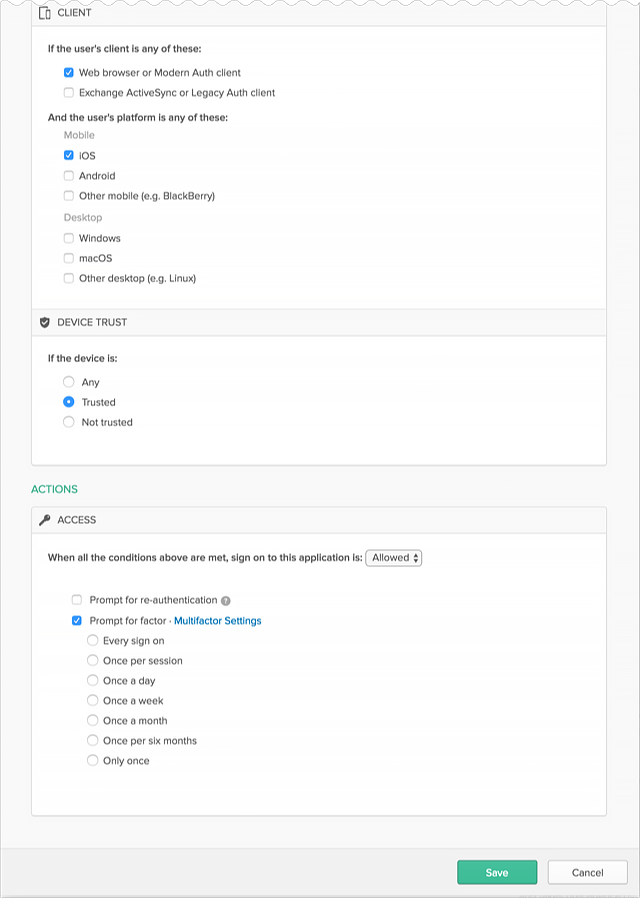 CLIENT
If the user's client is any of these:
Web browser or Modern Auth client
Exchange ActiveSync or Legacy Auth client
And the user's platform is any of these:
Mobile
iOS
Android
Other mobile (e.g. BlackBerry)
Desktop
Windows
macOS
Other desktop (e.g. Linux)
DEVICE TRUST
If the device is:
Any
Trusted
Not trusted
ACTIONS
ACCESS
When all the conditions above are met, sign on to this application is: Allowed
Prompt for re-authentication ?
Prompt for factor - Multifactor Settings
Every sign on
Once per session
Once a day
Once a week
Once a month
Once per six months
Only once
Save Cancel